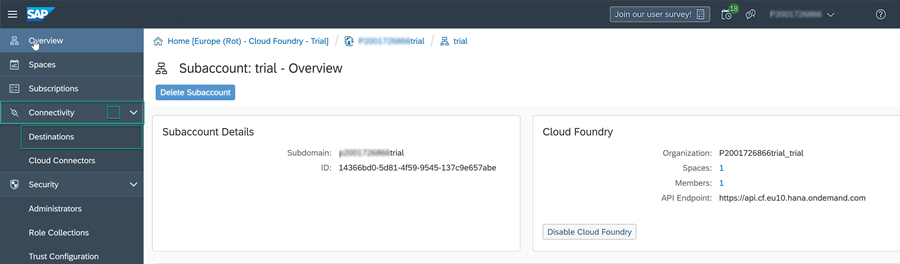 SAP
Join our user survey!
18
Overview
Spaces
Subscriptions
Connectivity
Destinations
Cloud Connectors
Security
Administrators
Role Collections
Trust Configuration
Home [Europe (Rot) - Cloud Foundry - Trial] / trial / trial
Subaccount: trial - Overview
Delete Subaccount
Subaccount Details
Subdomain: trial
ID: 14366bd0-5d81-4f59-9545-137c9e657abe
Cloud Foundry
Organization: P2001726866trial_trial
Spaces: 1
Members: 1
API Endpoint: https://api.cf.eu10.hana.ondemand.com
Disable Cloud Foundry